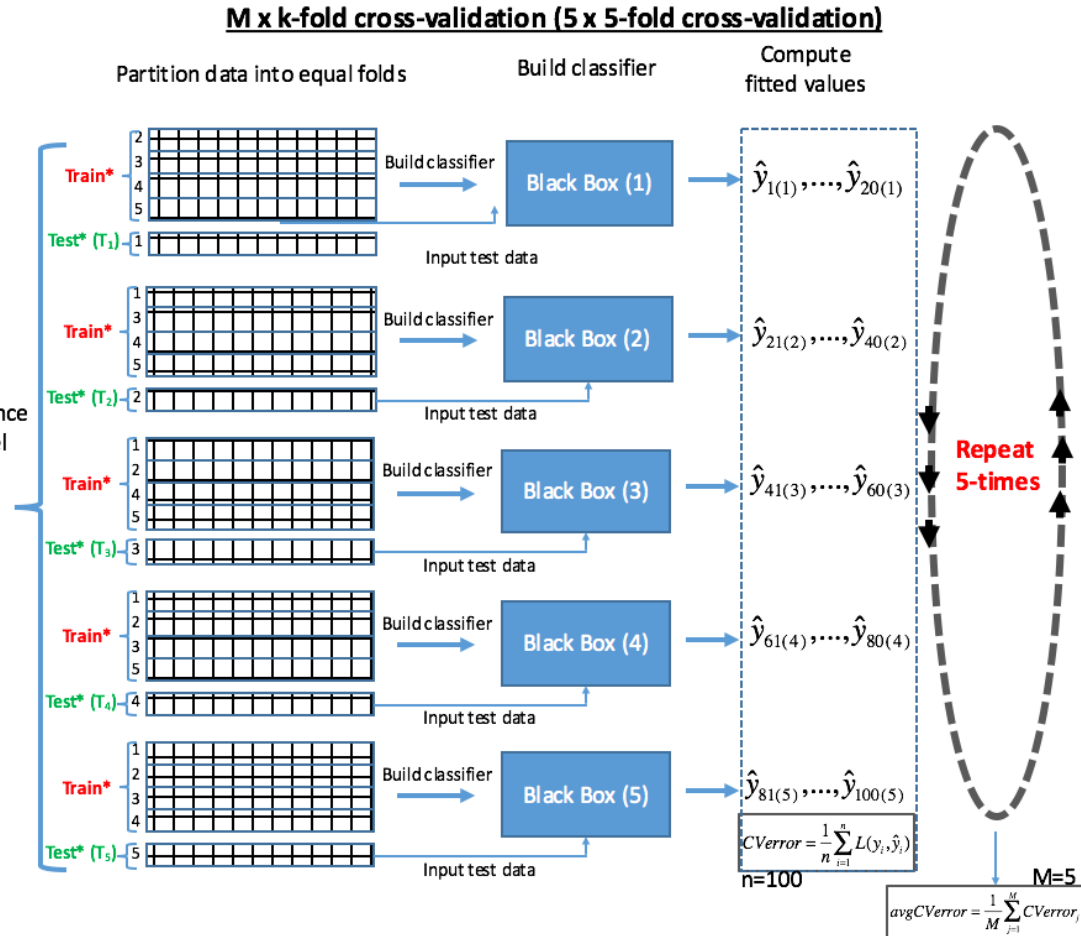 M x k-fold cross-validation (5 x 5-fold cross-validation)
Partition data into equal folds
Build classifier
Compute
fitted values
2
3
4
5
Train*
Build classifier
Black Box (1)
ŷ1(1),...,ŷ20(1)
Test* (T1)
1
Input test data
1
3
4
5
Train*
Build classifier
Black Box (2)
ŷ21(2),...,ŷ40(2)
Test* (T2)
2
Input test data
nce
el
1
2
4
5
Train*
Build classifier
Black Box (3)
ŷ41(3),...,ŷ60(3)
Repeat
5-times
Test* (T3)
3
Input test data
1
2
3
5
Train*
Build classifier
Black Box (4)
ŷ61(4),...,ŷ80(4)
Test* (T4)
4
Input test data
1
2
3
4
Train*
Build classifier
Black Box (5)
ŷ81(5),...,ŷ100(5)
Test* (T5)
5
Input test data
CVerror = 1/n ∑ i=1 n L(yi, ŷi)
n=100
M=5
avgCVerror = 1/M ∑ j=1 M CVerrorj